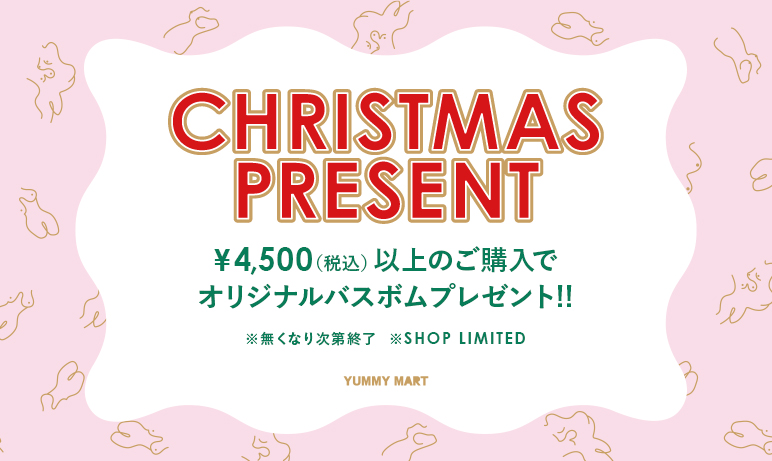 CHRISTMAS
PRESENT
¥4,500(税込)以上のご購入で
オリジナルバスボムプレゼント!!
※無くなり次第終了 ※SHOP LIMITED
YUMMY MART